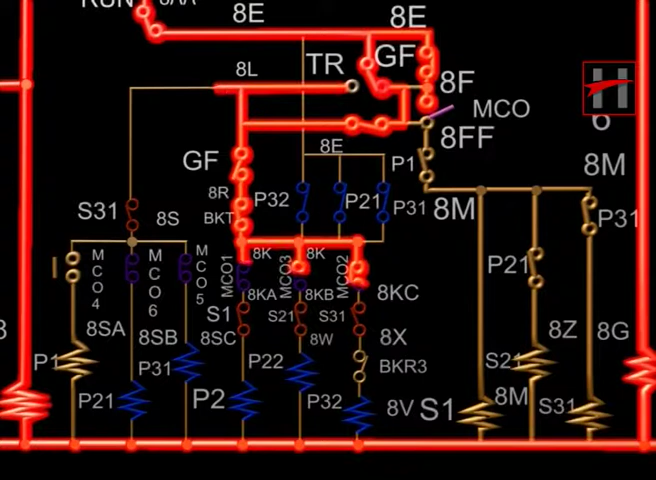 RUN 8AA
8E 8E
TR GF
8L 8F
MCO
8FF
8E P1 8M
GF
8R P32 P21 P31 8M P31
BKT
S31 8S
MCO4 MCO6 MCO5 MCO1 8K MCO3 8K MCO2 P21
8KA 8KB 8KC
S1 S21 S31
8SA 8SB 8SC 8W 8X 8Z 8G
P1 P31 P22 BKR3 S21
P21 P2 P32 8V S1 8M S31
H